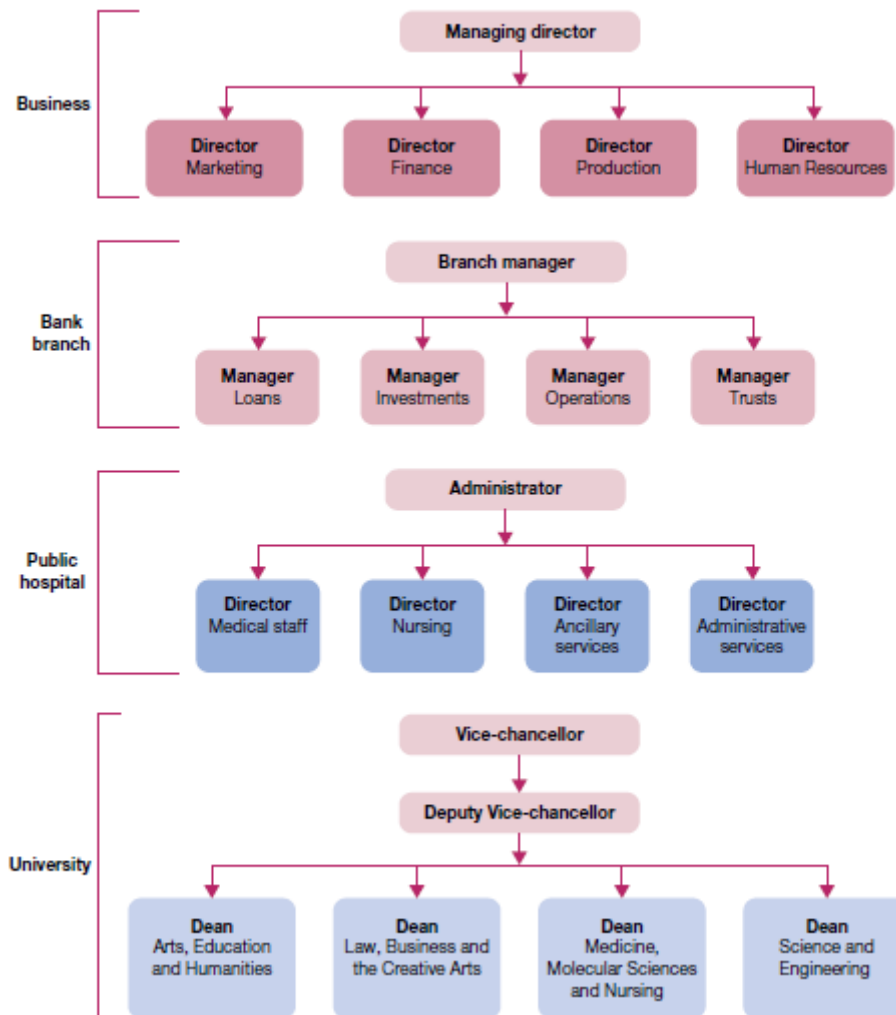 Business
Managing director
Director
Marketing
Director
Finance
Director
Production
Director
Human Resources
Bank
branch
Branch manager
Manager
Loans
Manager
Investments
Manager
Operations
Manager
Trusts
Public
hospital
Administrator
Director
Medical staff
Director
Nursing
Director
Ancillary
services
Director
Administrative
services
University
Vice-chancellor
Deputy Vice-chancellor
Dean
Arts, Education
and Humanities
Dean
Law, Business and
the Creative Arts
Dean
Medicine,
Molecular Sciences
and Nursing
Dean
Science and
Engineering